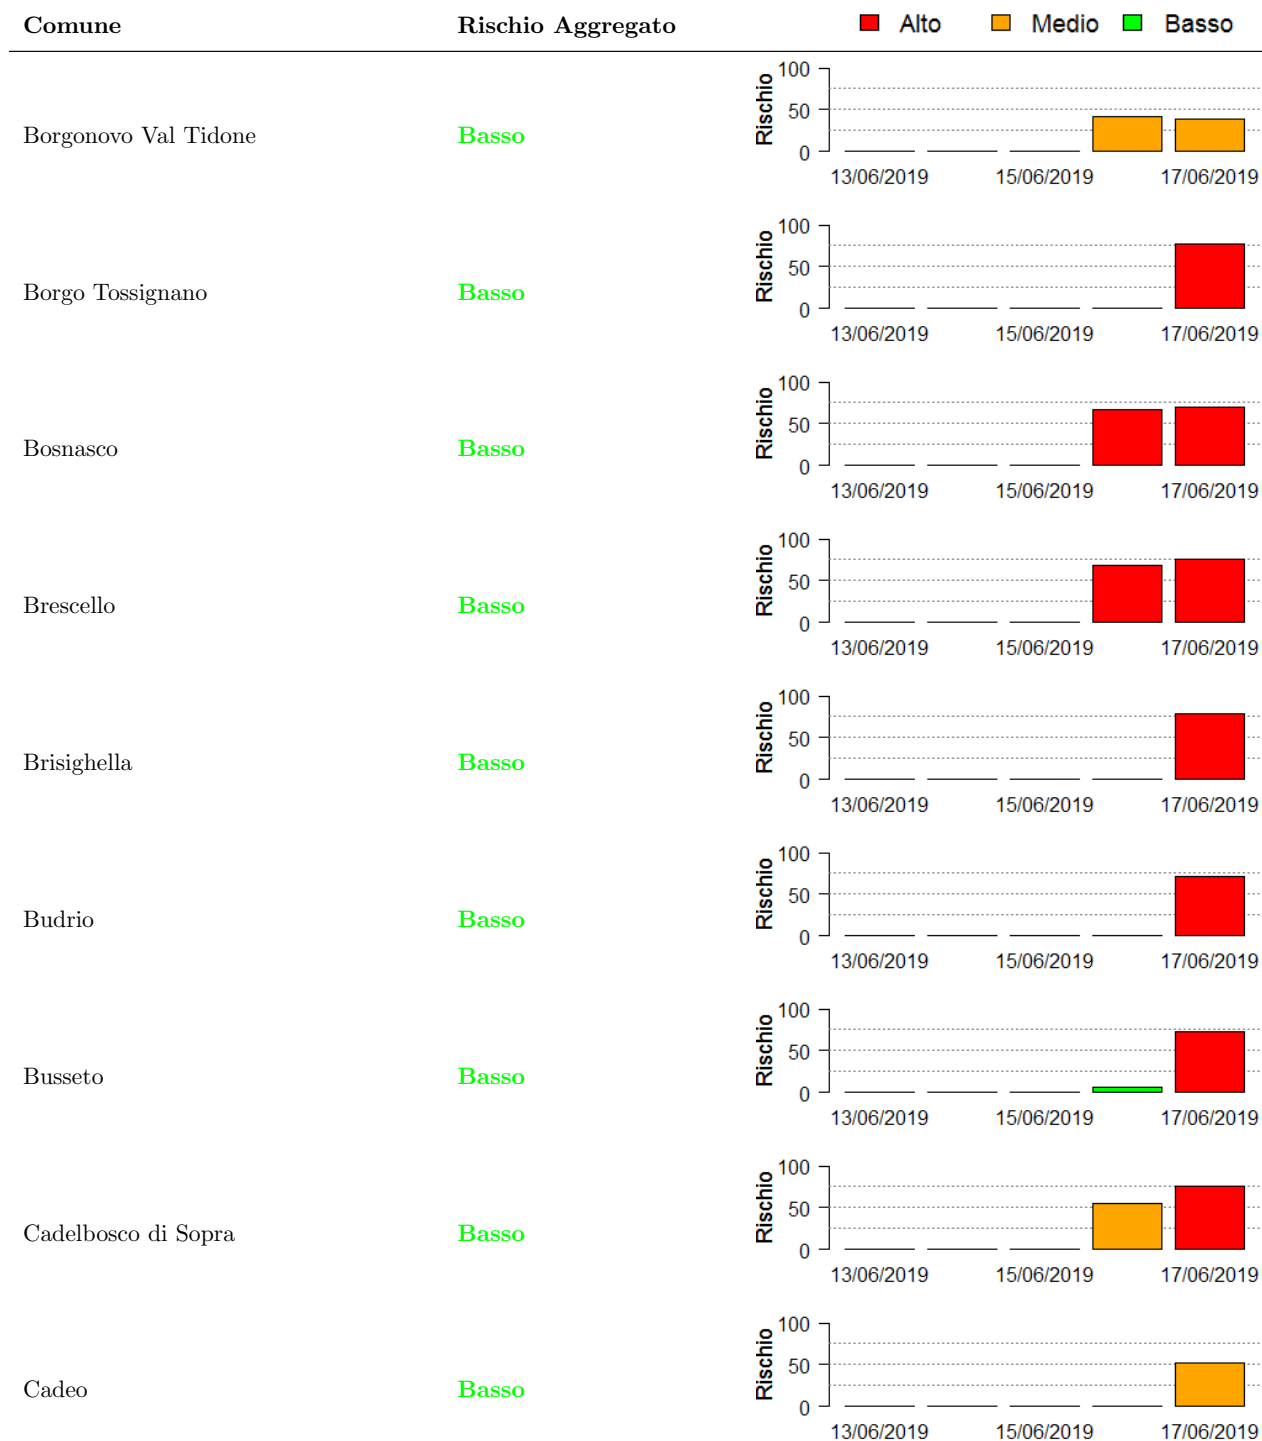 Comune Rischio Aggregato Alto Medio Basso
100
50
0
Rischio
Borgonovo Val Tidone Basso
13/06/2019 15/06/2019 17/06/2019
100
50
0
Rischio
Borgo Tossignano Basso
13/06/2019 15/06/2019 17/06/2019
100
50
0
Rischio
Bosnasco Basso
13/06/2019 15/06/2019 17/06/2019
100
50
0
Rischio
Brescello Basso
13/06/2019 15/06/2019 17/06/2019
100
50
0
Rischio
Brisighella Basso
13/06/2019 15/06/2019 17/06/2019
100
50
0
Rischio
Budrio Basso
13/06/2019 15/06/2019 17/06/2019
100
50
0
Rischio
Busseto Basso
13/06/2019 15/06/2019 17/06/2019
100
50
0
Rischio
Cadelbosco di Sopra Basso
13/06/2019 15/06/2019 17/06/2019
100
50
0
Rischio
Cadeo Basso
13/06/2019 15/06/2019 17/06/2019